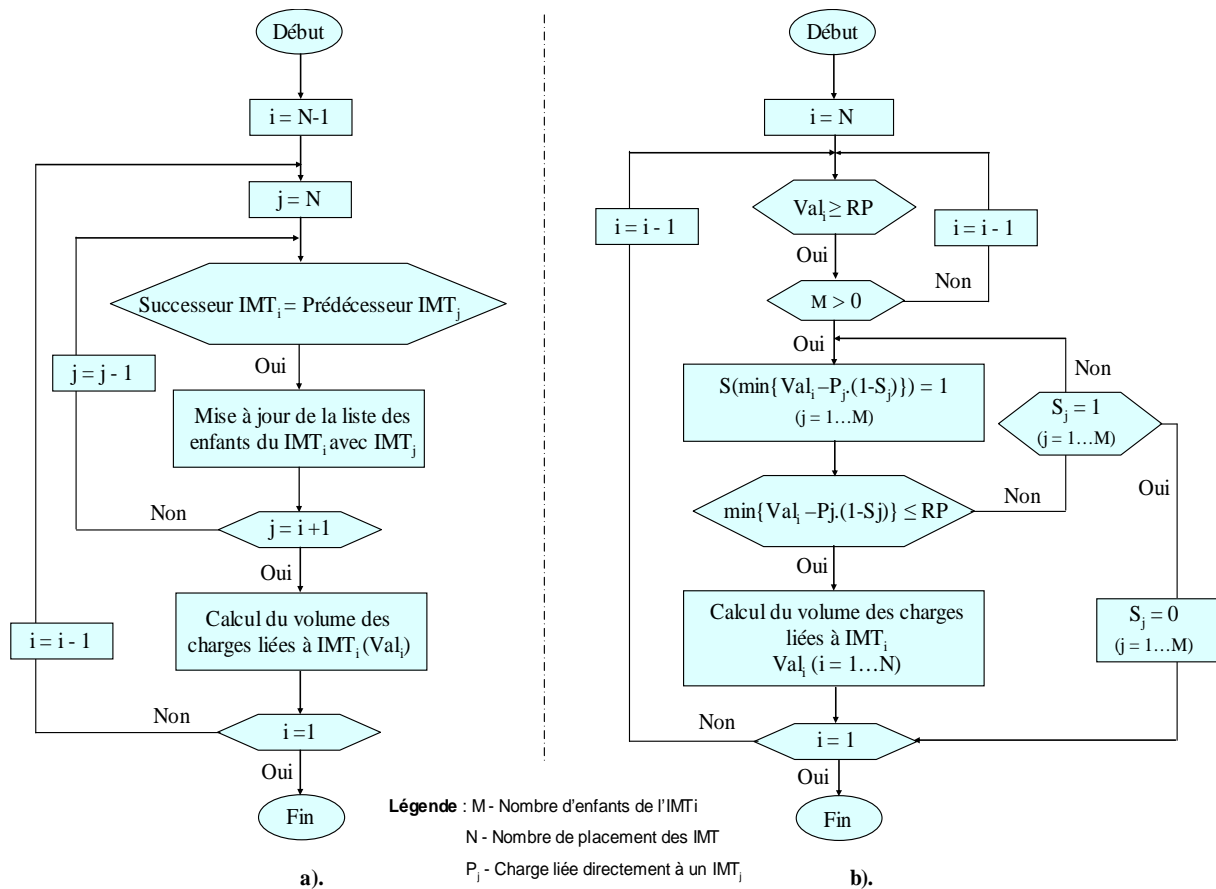 Début
i = N-1
j = N
Successeur IMTi = Prédécesseur IMTj
Oui
j = j - 1
Mise à jour de la liste des
enfants du IMTi avec IMTj
Non
j = i +1
Oui
Calcul du volume des
charges liées à IMTi (Vali)
i = i - 1
Non
i =1
Oui
Fin
a).
Début
i = N
Vali ≥ RP
i = i - 1
i = i - 1
Oui
Non
M > 0
Oui
Non
S(min{Vali –Pj.(1-Sj)}) = 1
(j = 1…M)
Sj = 1
(j = 1…M)
Non
Oui
min{Vali –Pj.(1-Sj)} ≤ RP
Oui
Calcul du volume des charges
liées à IMTi
Vali (i = 1…N)
Sj = 0
(j = 1…M)
Non
i = 1
Oui
Fin
b).
Légende : M - Nombre d'enfants de l'IMTi
N - Nombre de placement des IMT
Pj - Charge liée directement à un IMTj